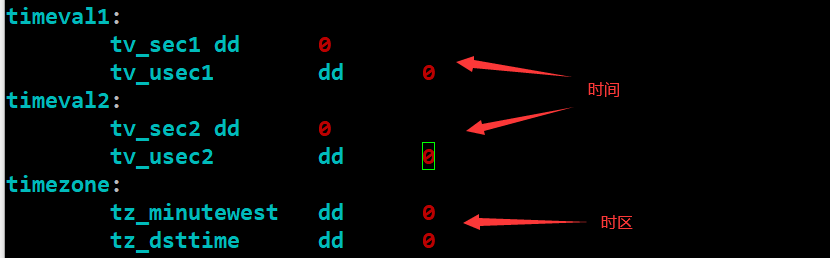 timeval1:
tv_sec1 dd 0
tv_usec1 dd 0
时间
timeval2:
tv_sec2 dd 0
tv_usec2 dd 0
timezone:
tz_minutewest dd 0
时区
tz_dsttime dd 0